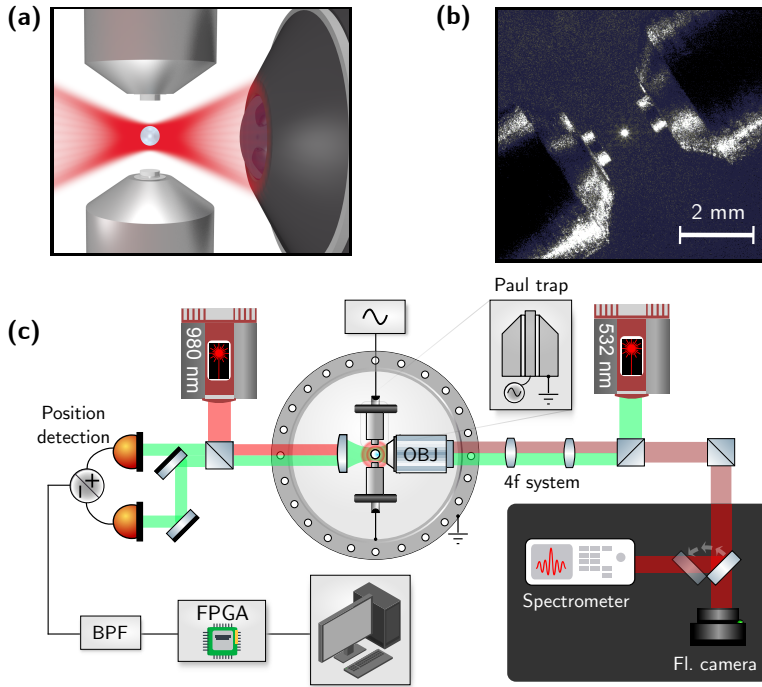 (a)
(b)
2 mm
(c)
Paul trap
980 nm
532 nm
Position
detection
OBJ
4f system
Spectrometer
FPGA
BPF
Fl. camera